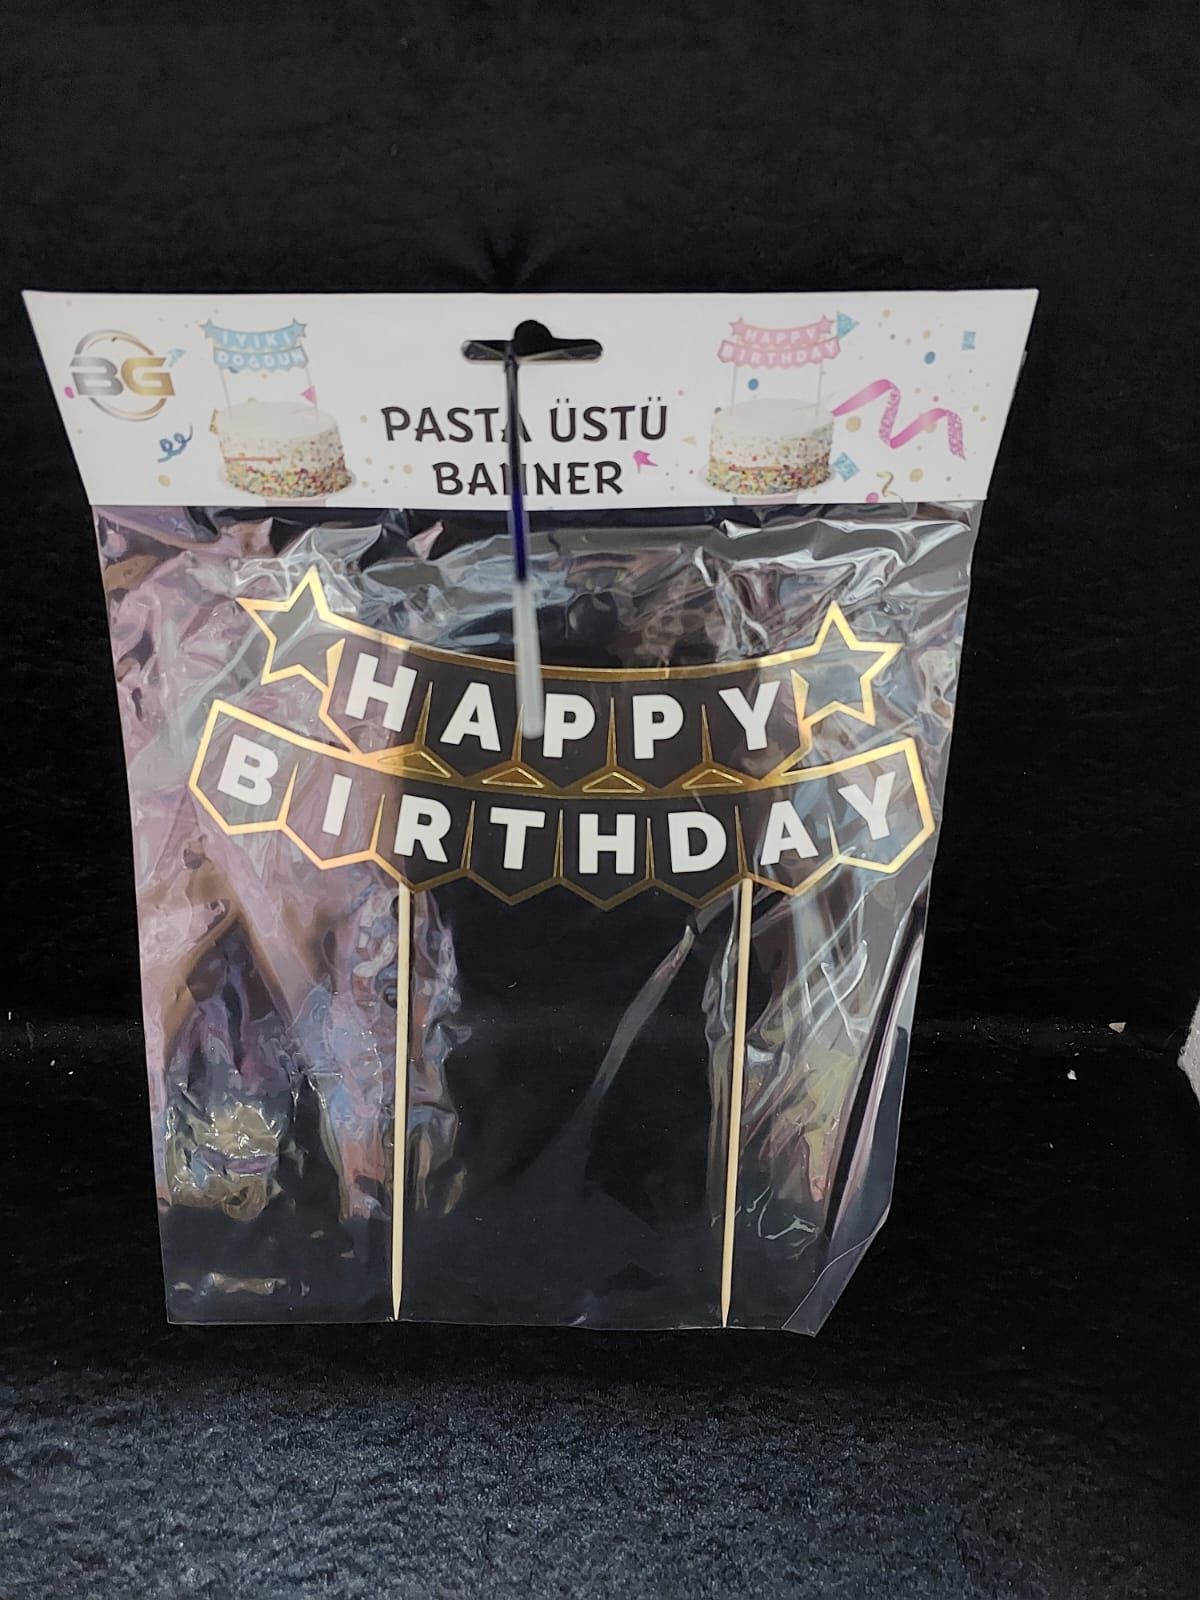 BG
İYİKİ
DOĞDUN
HAPPY
BIRTHDAY
PASTA ÜSTÜ
BANNER
HAPPY
BIRTHDAY